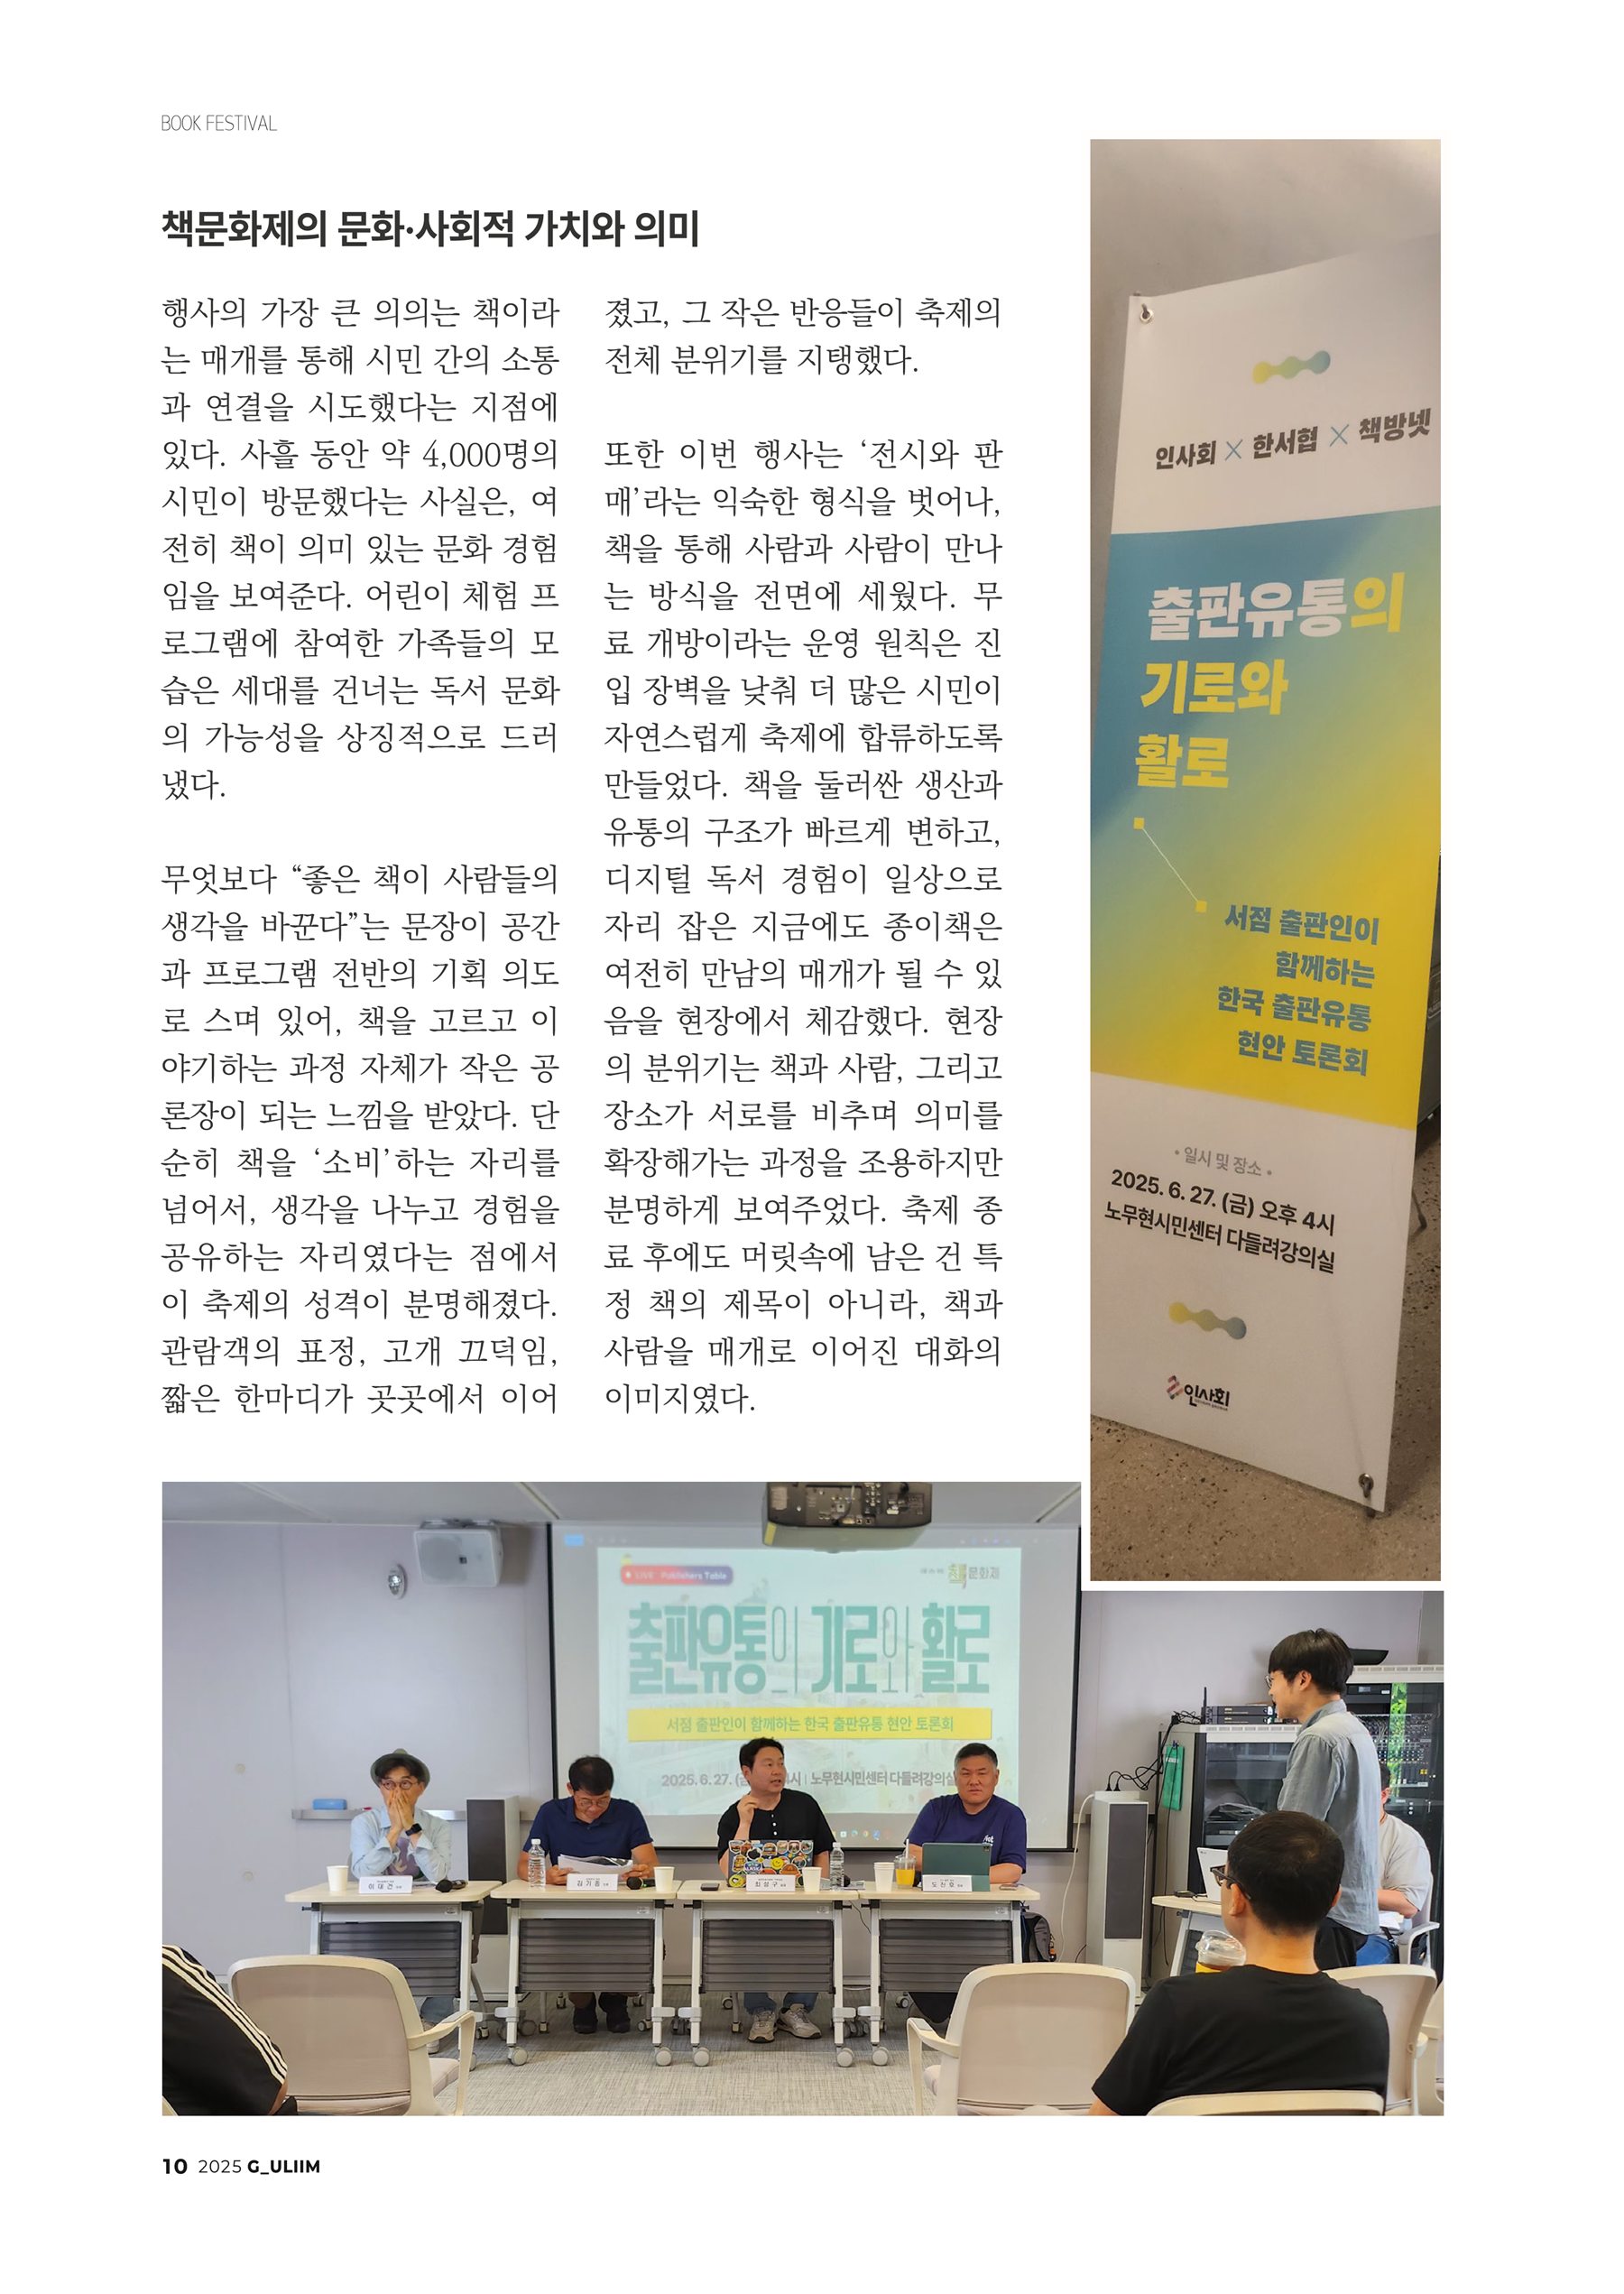 BOOK FESTIVAL
책문화제의 문화·사회적 가치와 의미
행사의 가장 큰 의의는 책이라
는 매개를 통해 시민 간의 소통
과 연결을 시도했다는 지점에
있다. 사흘 동안 약 4,000명의
시민이 방문했다는 사실은, 여
전히 책이 의미 있는 문화 경험
임을 보여준다. 어린이 체험 프
로그램에 참여한 가족들의 모
습은 세대를 건너는 독서 문화
의 가능성을 상징적으로 드러
냈다.
무엇보다 “좋은 책이 사람들의
생각을 바꾼다”는 문장이 공간
과 프로그램 전반의 기획 의도
로 스며 있어, 책을 고르고 이
야기하는 과정 자체가 작은 공
론장이 되는 느낌을 받았다. 단
순히 책을 ‘소비’하는 자리를
넘어서, 생각을 나누고 경험을
공유하는 자리였다는 점에서
이 축제의 성격이 분명해졌다.
관람객의 표정, 고개 끄덕임,
짧은 한마디가 곳곳에서 이어
졌고, 그 작은 반응들이 축제의
전체 분위기를 지탱했다.
또한 이번 행사는 ‘전시와 판
매’라는 익숙한 형식을 벗어나,
책을 통해 사람과 사람이 만나
는 방식을 전면에 세웠다. 무
료 개방이라는 운영 원칙은 진
입 장벽을 낮춰 더 많은 시민이
자연스럽게 축제에 합류하도록
만들었다. 책을 둘러싼 생산과
유통의 구조가 빠르게 변하고,
디지털 독서 경험이 일상으로
자리 잡은 지금에도 종이책은
여전히 만남의 매개가 될 수 있
음을 현장에서 체감했다. 현장
의 분위기는 책과 사람, 그리고
장소가 서로를 비추며 의미를
확장해가는 과정을 조용하지만
분명하게 보여주었다. 축제 종
료 후에도 머릿속에 남은 건 특
정 책의 제목이 아니라, 책과
사람을 매개로 이어진 대화의
이미지였다.
인사회 X 한서협 X 책방넷
출판유통의
기로와
활로
서점 출판인이
함께하는
한국 출판유통
현안 토론회
• 일시 및 장소 •
2025. 6. 27. (금) 오후 4시
노무현시민센터 다들려강의실
인사회
LIVE Publishers Table
책문화제
출판유통의 기로와 활로
서점 출판인이 함께하는 한국 출판유통 현안 토론회
2025. 6. 27. (금 4시 | 노무현시민센터 다들려강의실
이대건
김기중
도진호
10 2025 G_ULIIM